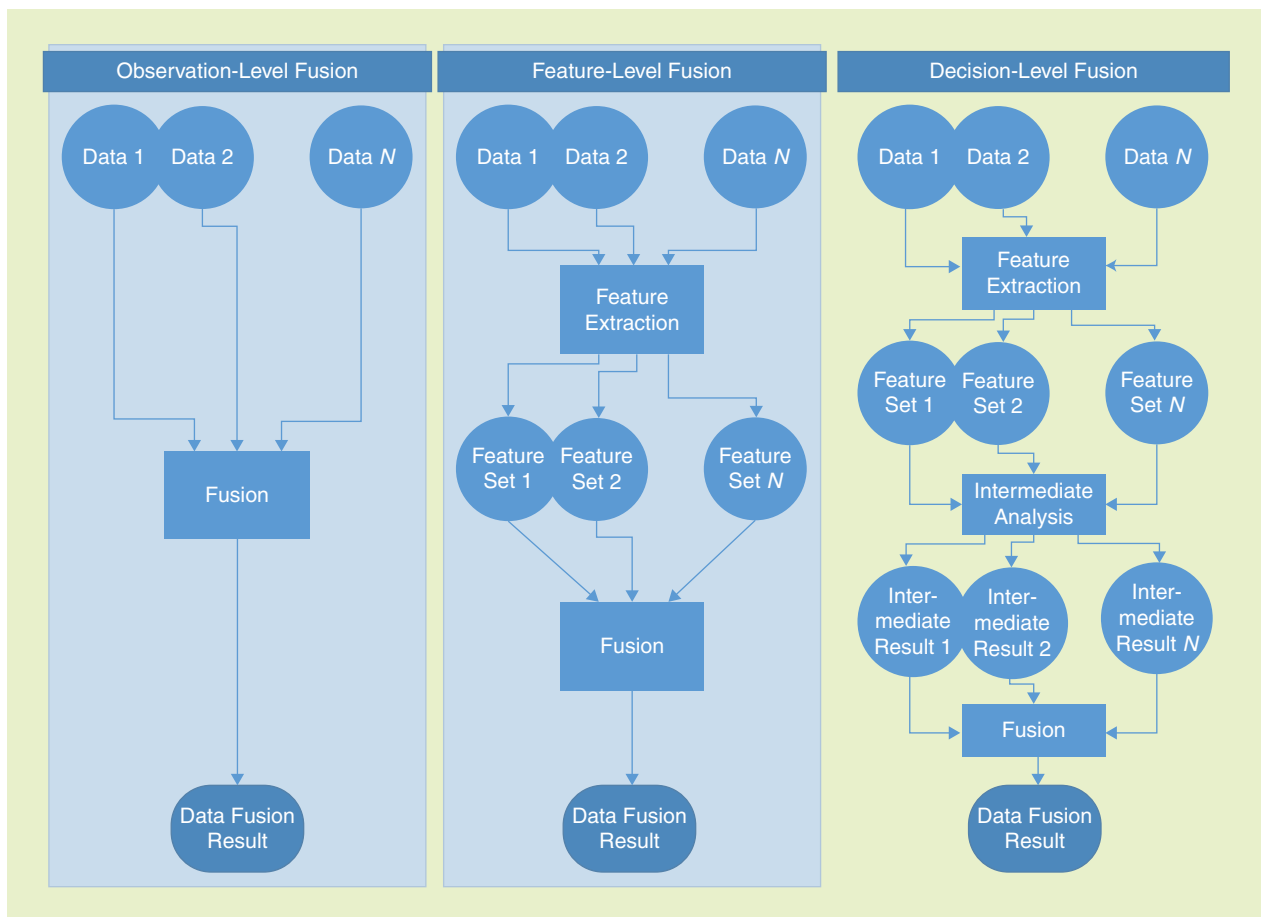 Observation-Level Fusion
Data 1
Data 2
Data N
Fusion
Data Fusion
Result
Feature-Level Fusion
Data 1
Data 2
Data N
Feature
Extraction
Feature
Set 1
Feature
Set 2
Feature
Set N
Fusion
Data Fusion
Result
Decision-Level Fusion
Data 1
Data 2
Data N
Feature
Extraction
Feature
Set 1
Feature
Set 2
Feature
Set N
Intermediate
Analysis
Inter-
mediate
Result 1
Inter-
mediate
Result 2
Inter-
mediate
Result N
Fusion
Data Fusion
Result